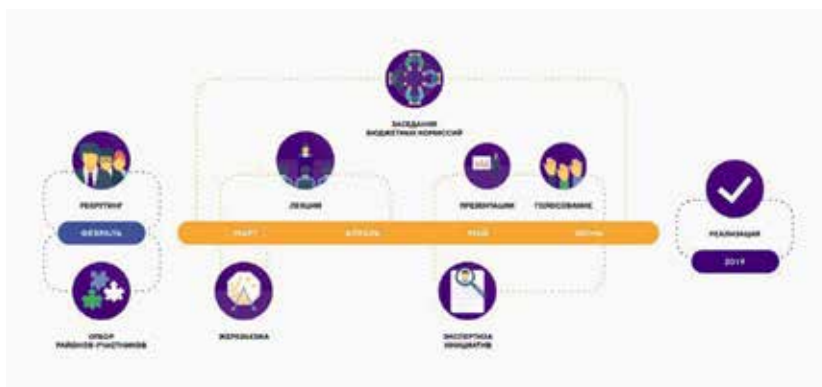 ЗАСЕДАНИЯ
БЮДЖЕТНЫХ КОМИССИЙ
РЕКРУТИНГ
ЛЕКЦИИ
ПРЕЗЕНТАЦИИ
ГОЛОСОВАНИЕ
ФЕВРАЛЬ
МАРТ
АПРЕЛЬ
МАЙ
ИЮНЬ
РЕАЛИЗАЦИЯ
2019
ОТБОР
РАЙОНОВ-УЧАСТНИКОВ
ЖЕРЕБЬЕВКА
ЭКСПЕРТИЗА
ИНИЦИАТИВ